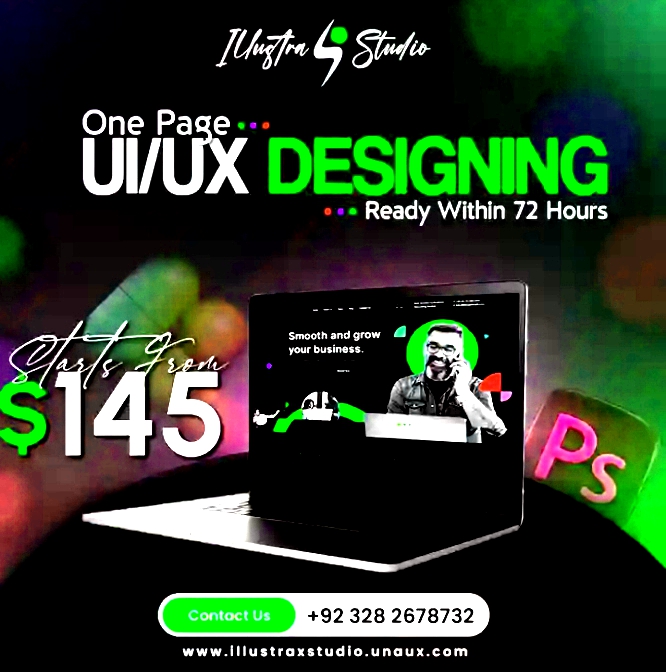 Illustra Studio
One Page
UI/UX DESIGNING
Ready Within 72 Hours
Starts From
$145
Smooth and grow
your business.
Ps
Contact Us
+92 328 2678732
www.illustraxstudio.unaux.com